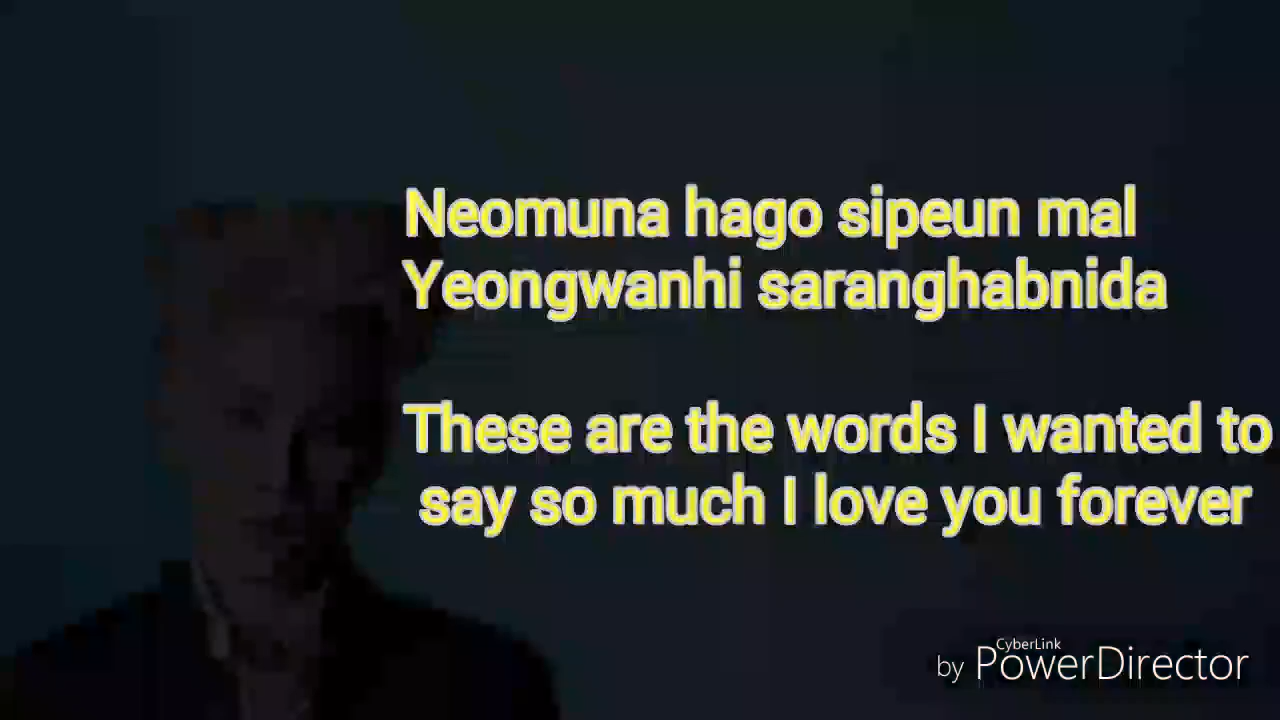 Neomuna hago sipeun mal
Yeongwanhi saranghabnida
These are the words I wanted to
say so much I love you forever
CyberLink
by PowerDirector